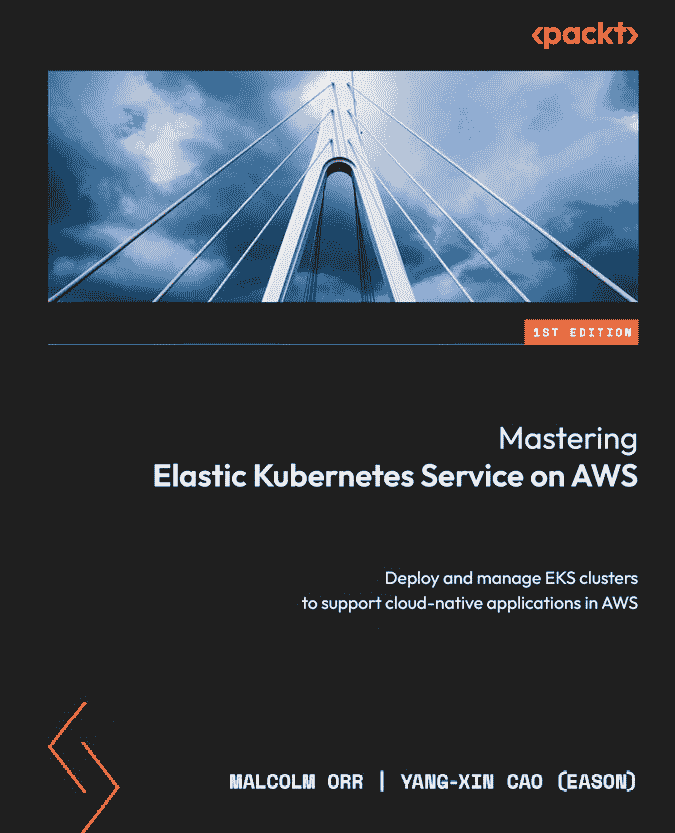 <packt>
1ST EDITION
Mastering
Elastic Kubernetes Service on AWS
Deploy and manage EKS clusters
to support cloud-native applications in AWS
MALCOLM ORR | YANG-XIN CAO (EASON)